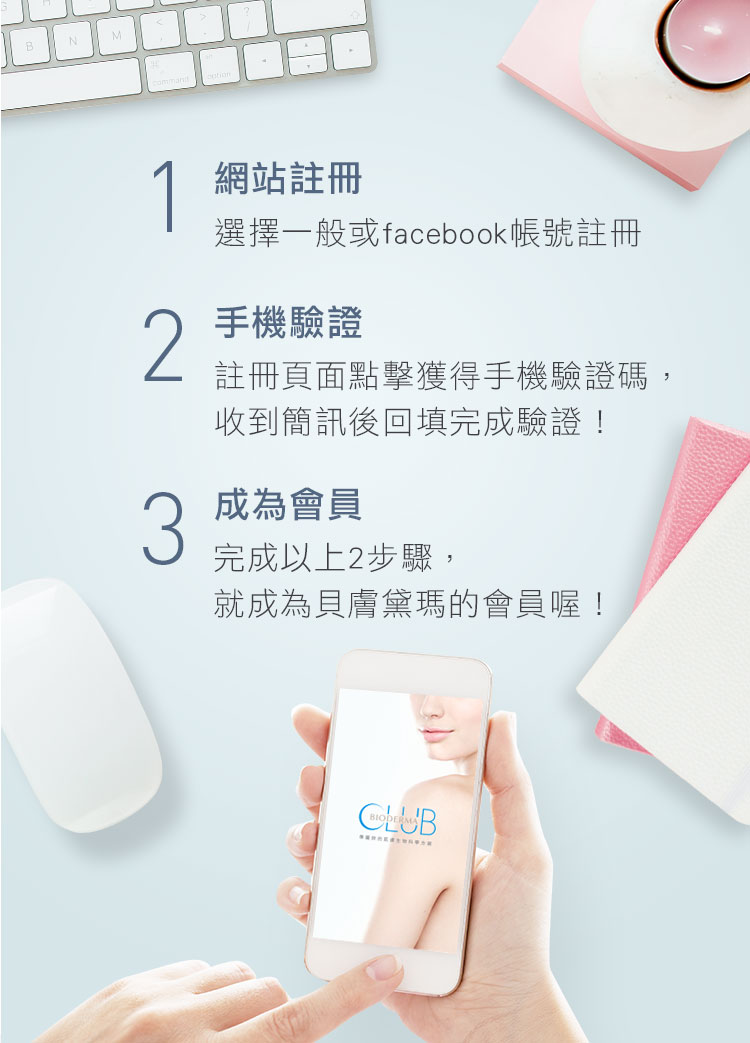 B N M < , > . ? /
⌘ command option
1
網站註冊
選擇一般或facebook帳號註冊
2
手機驗證
註冊頁面點擊獲得手機驗證碼，
收到簡訊後回填完成驗證！
3
成為會員
完成以上2步驟，
就成為貝膚黛瑪的會員喔！
CLUB
BIODERMA